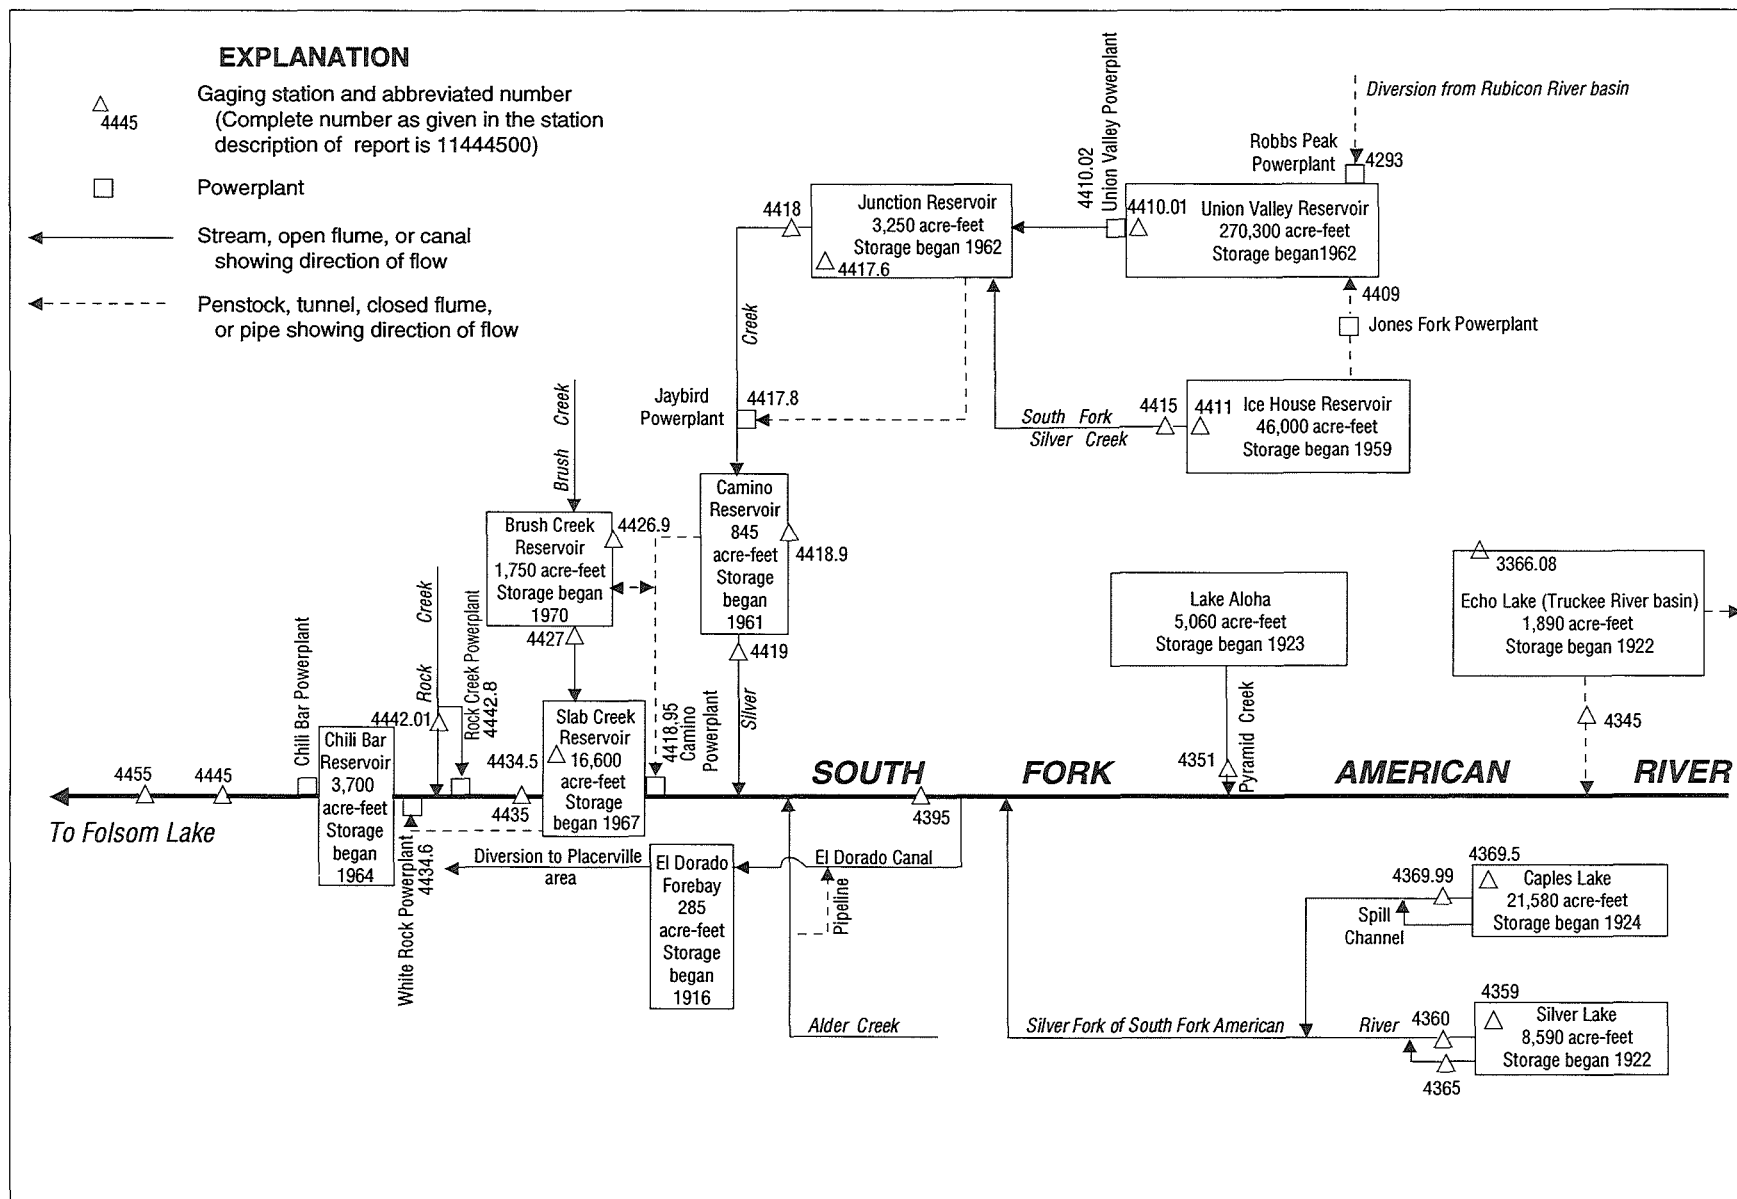 EXPLANATION
4445
Gaging station and abbreviated number
(Complete number as given in the station
description of report is 11444500)
Powerplant
Stream, open flume, or canal
showing direction of flow
Penstock, tunnel, closed flume,
or pipe showing direction of flow
Diversion from Rubicon River basin
Robbs Peak
Powerplant
4293
4410.02
Union Valley Powerplant
4410.01
Union Valley Reservoir
270,300 acre-feet
Storage began1962
4418
Junction Reservoir
3,250 acre-feet
Storage began 1962
4417.6
4409
Jones Fork Powerplant
Creek
Jaybird
Powerplant
4417.8
South Fork
Silver Creek
4415
4411
Ice House Reservoir
46,000 acre-feet
Storage began 1959
Brush Creek
Brush Creek
Reservoir
1,750 acre-feet
Storage began
1970
4426.9
4427
Camino
Reservoir
845
acre-feet
Storage
began
1961
4418.9
4419
Silver
Lake Aloha
5,060 acre-feet
Storage began 1923
3366.08
Echo Lake (Truckee River basin)
1,890 acre-feet
Storage began 1922
4345
4351
Pyramid Creek
Chili Bar Powerplant
Rock Creek
4442.01
Rock Creek Powerplant
4442.8
Chili Bar
Reservoir
3,700
acre-feet
Storage
began
1964
4434.5
Slab Creek
Reservoir
16,600
acre-feet
Storage
began 1967
4418.95
Camino
Powerplant
SOUTH FORK AMERICAN RIVER
4455
4445
4435
4395
To Folsom Lake
White Rock Powerplant
4434.6
Diversion to Placerville
area
El Dorado
Forebay
285
acre-feet
Storage
began
1916
El Dorado Canal
Pipeline
Alder Creek
4369.5
4369.99
Caples Lake
21,580 acre-feet
Storage began 1924
Spill
Channel
Silver Fork of South Fork American River
4359
4360
Silver Lake
8,590 acre-feet
Storage began 1922
4365